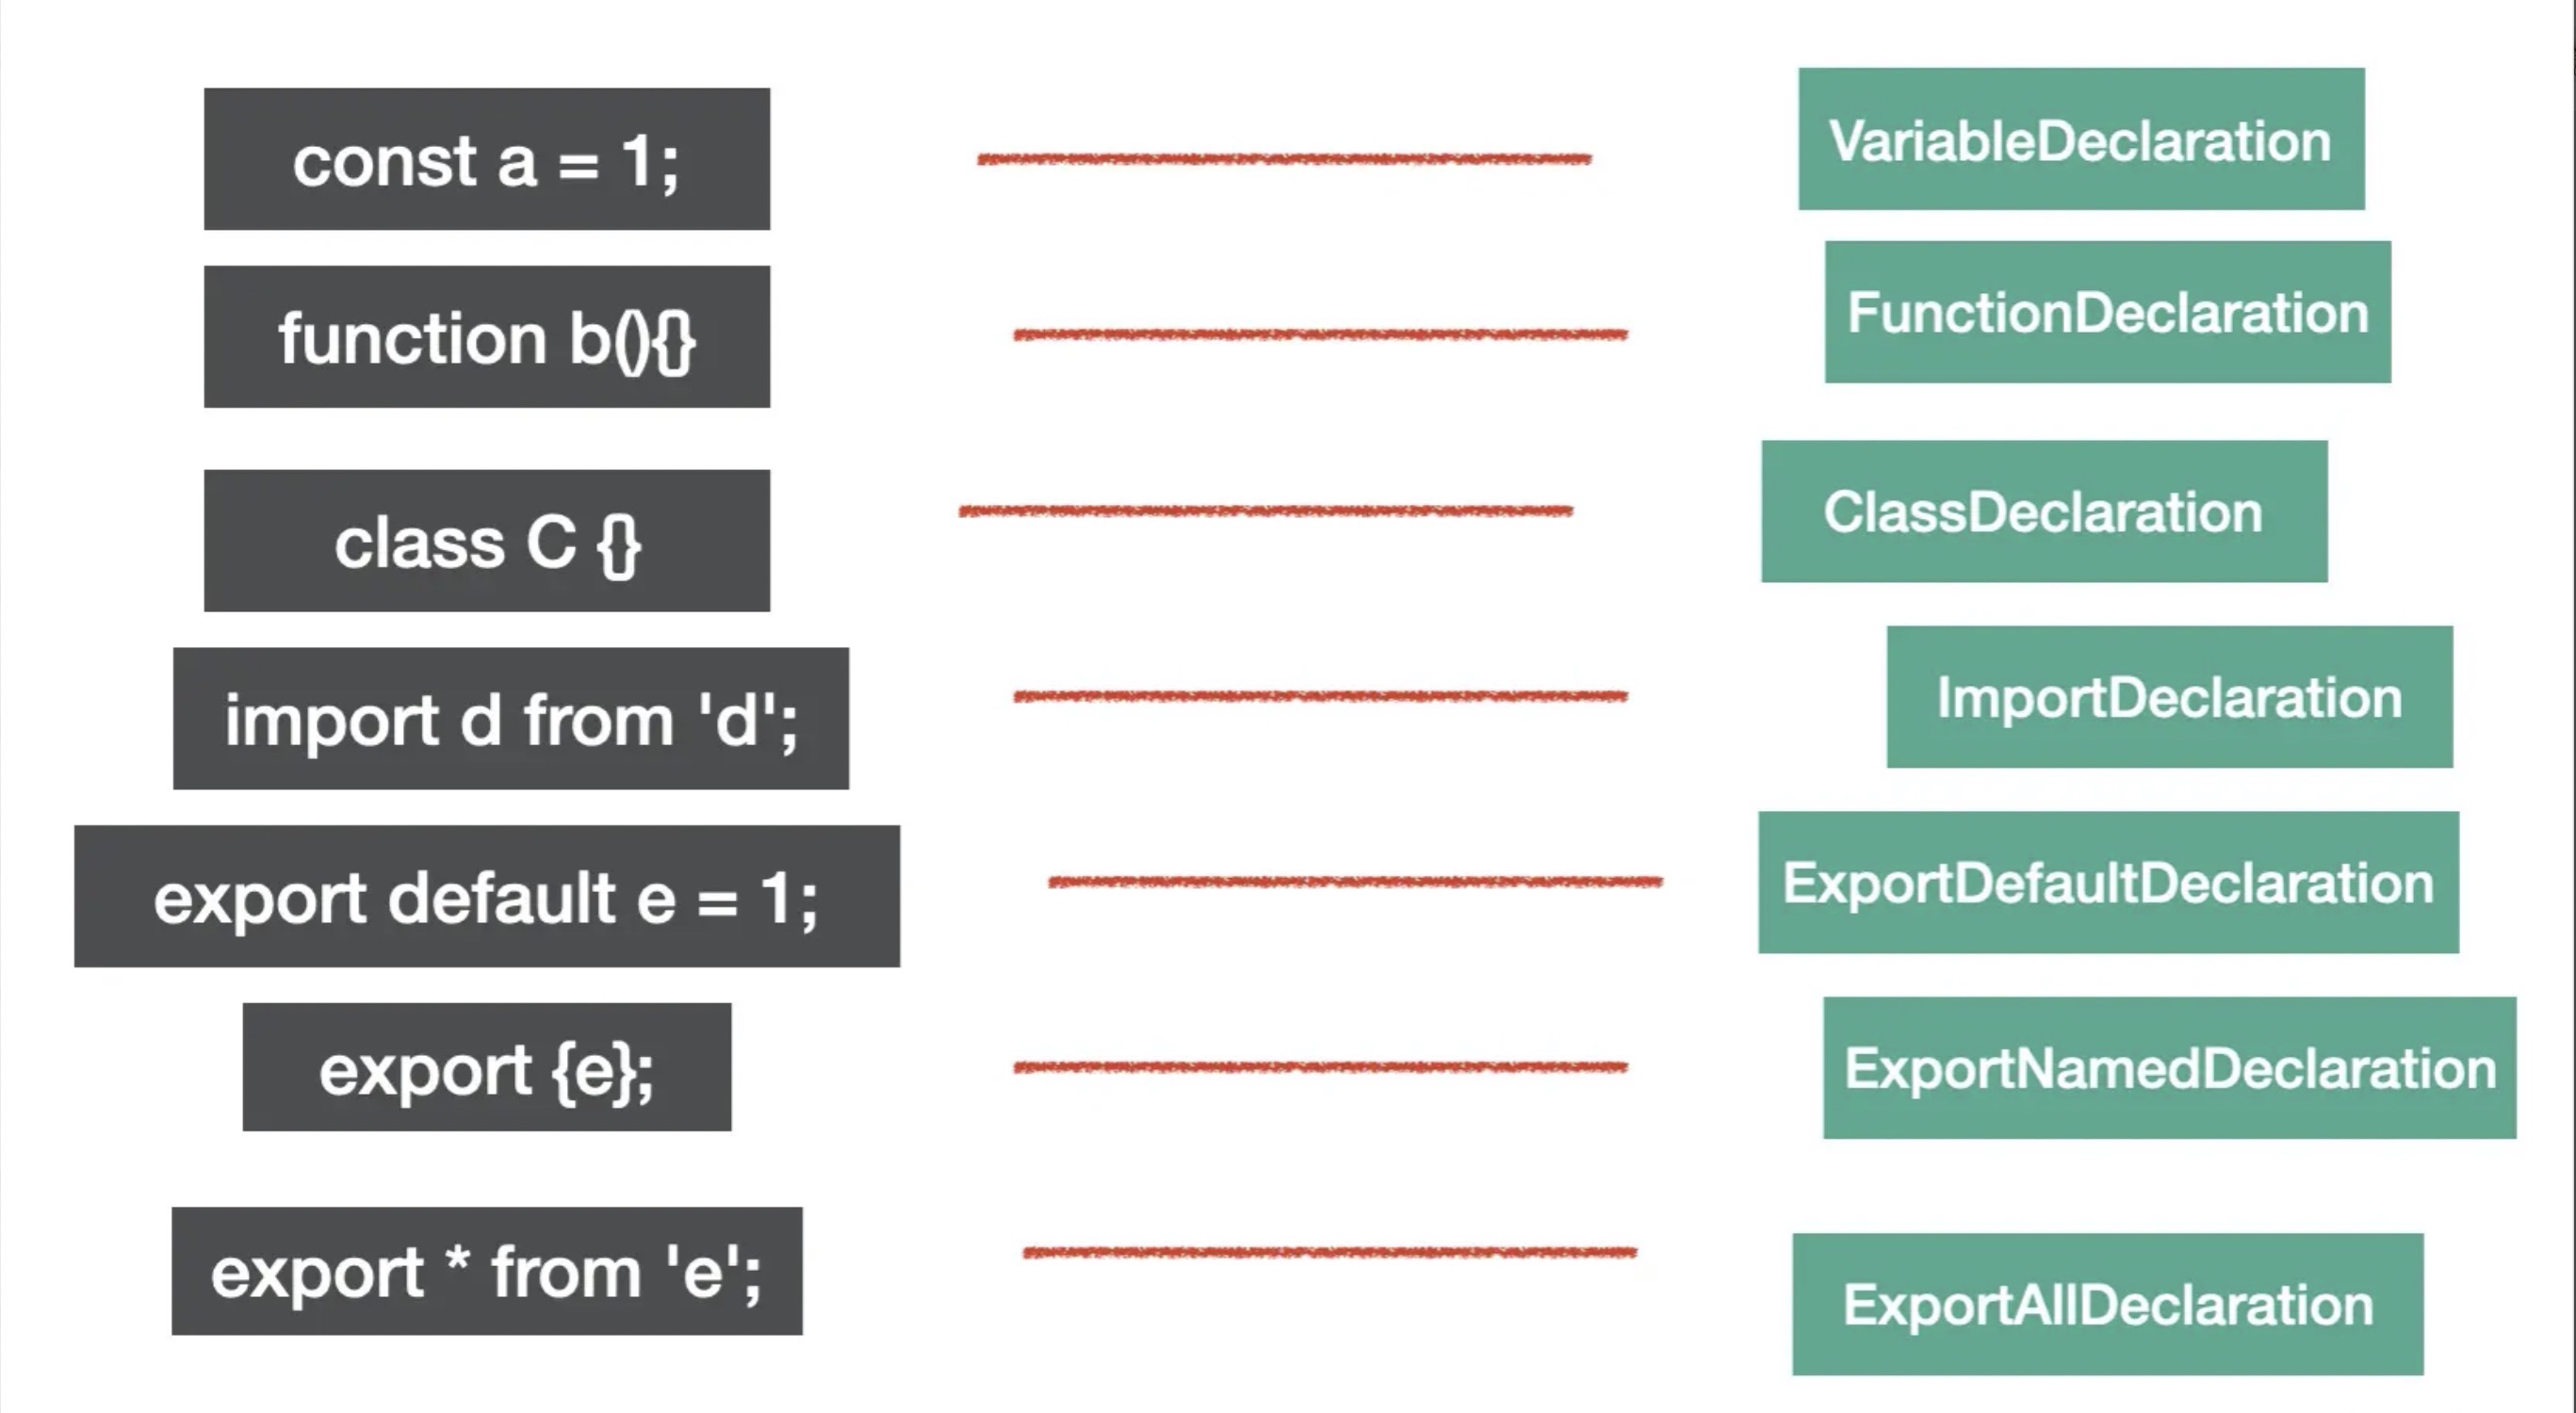 const a = 1;
VariableDeclaration
function b(){}
FunctionDeclaration
class C {}
ClassDeclaration
import d from 'd';
ImportDeclaration
export default e = 1;
ExportDefaultDeclaration
export {e};
ExportNamedDeclaration
export * from 'e';
ExportAllDeclaration